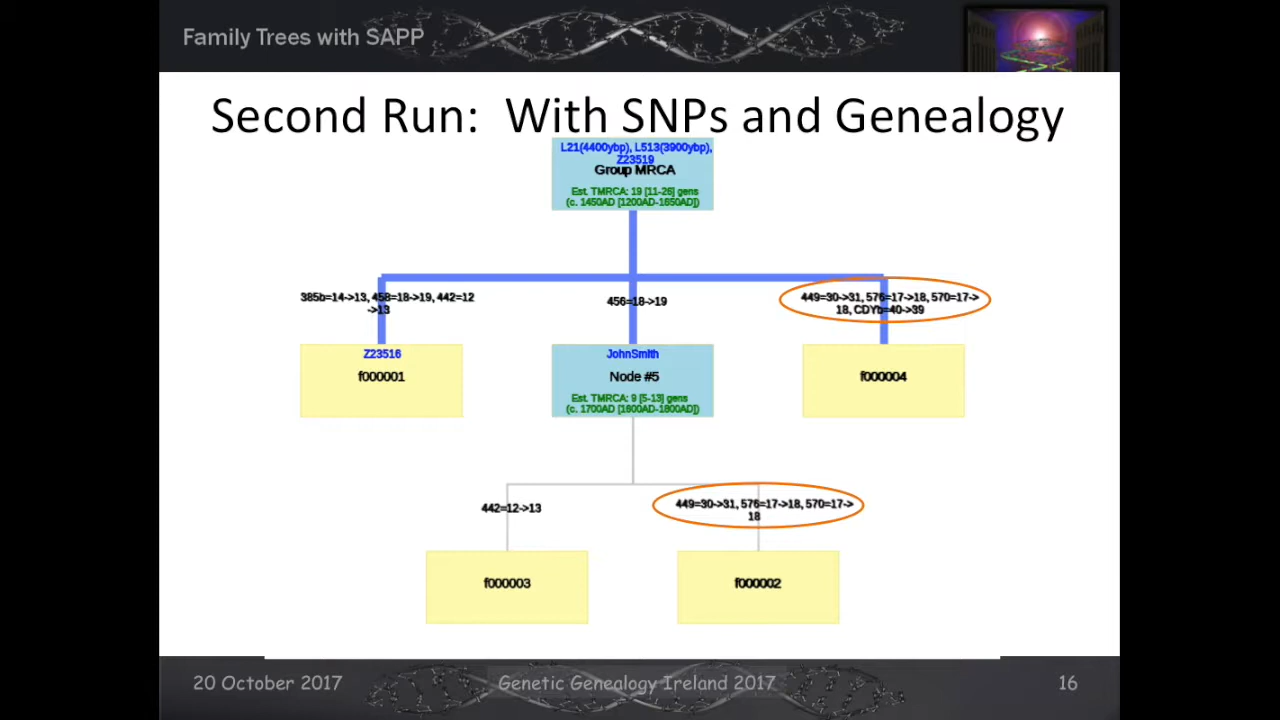 Family Trees with SAPP
Second Run: With SNPs and Genealogy
L21(4400ybp), L513(3900ybp),
Z23519
Group MRCA
Est. TMRCA: 19 [11-26] gens
(c. 1450AD [1200AD-1650AD])
385b=14->13, 458=18->19, 442=12
->13
456=18->19
449=30->31, 576=17->18, 570=17->
18, CDYb=40->39
Z23516
f000001
JohnSmith
Node #5
Est. TMRCA: 9 [5-13] gens
(c. 1700AD [1600AD-1800AD])
f000004
442=12->13
449=30->31, 576=17->18, 570=17->
18
f000003
f000002
20 October 2017
Genetic Genealogy Ireland 2017
16